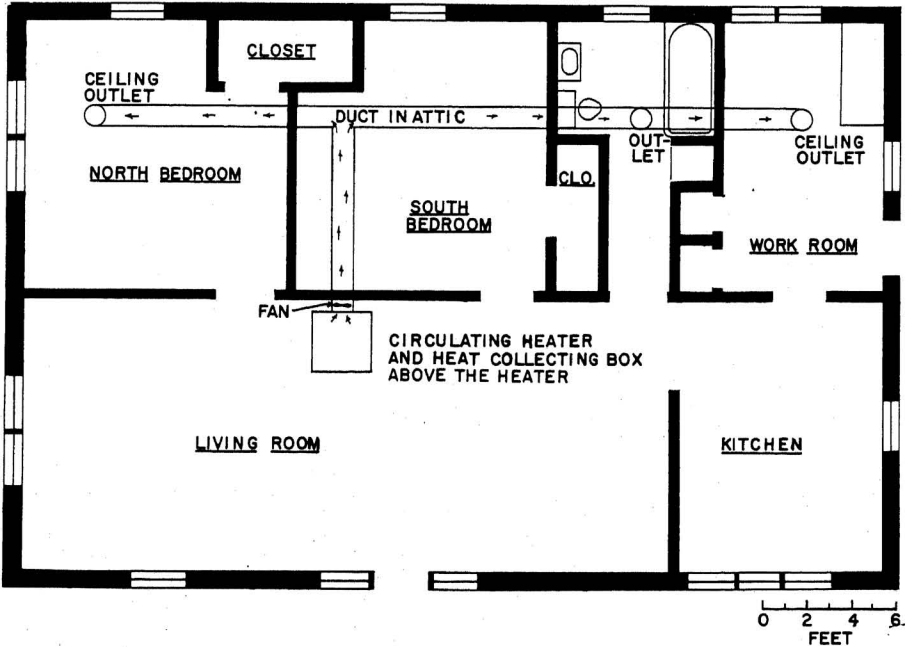 CLOSET
CEILING
OUTLET
DUCT IN ATTIC
OUT-
LET
CEILING
OUTLET
NORTH BEDROOM
CLO.
SOUTH
BEDROOM
WORK ROOM
FAN
CIRCULATING HEATER
AND HEAT COLLECTING BOX
ABOVE THE HEATER
LIVING ROOM
KITCHEN
0 2 4 6
FEET